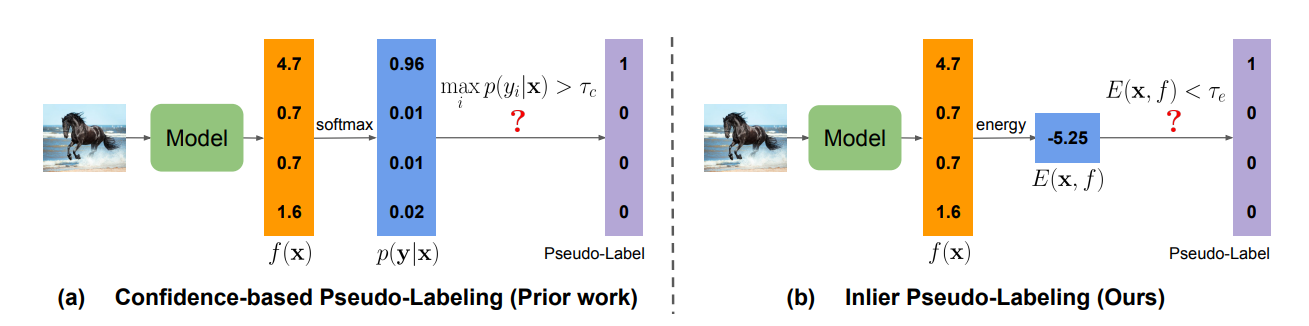 Model
4.7
0.7
0.7
1.6
f(x)
softmax
0.96
0.01
0.01
0.02
p(y|x)
max p(yᵢ|x) > τ_c
i
?
1
0
0
0
Pseudo-Label
(a) Confidence-based Pseudo-Labeling (Prior work)
Model
4.7
0.7
0.7
1.6
f(x)
energy
-5.25
E(x, f)
E(x, f) < τₑ
?
1
0
0
0
Pseudo-Label
(b) Inlier Pseudo-Labeling (Ours)